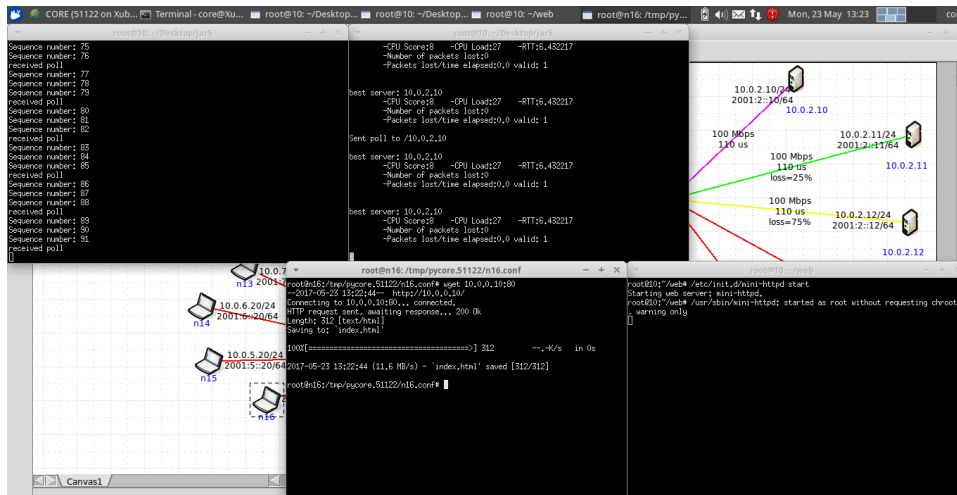 CORE (51122 on Xub...
Terminal - core@Xu...
root@10: ~/Desktop...
root@10: ~/Desktop...
root@10: ~/web
root@n16: /tmp/py...
Mon, 23 May 13:23
co
root@10: ~/Desktop/jar5
Sequence number: 75
Sequence number: 76
received poll
Sequence number: 77
Sequence number: 78
Sequence number: 79
received poll
Sequence number: 80
Sequence number: 81
Sequence number: 82
received poll
Sequence number: 83
Sequence number: 84
Sequence number: 85
received poll
Sequence number: 86
Sequence number: 87
Sequence number: 88
received poll
Sequence number: 89
Sequence number: 90
Sequence number: 91
received poll
root@10: ~/Desktop/jar5
-CPU Score:8 -CPU Load:27 -RTT:6.432217
-Number of packets lost:0
-Packets lost/time elapsed:0.0 valid: 1
best server: 10.0.2.10
-CPU Score:8 -CPU Load:27 -RTT:6.432217
-Number of packets lost:0
-Packets lost/time elapsed:0.0 valid: 1
Sent poll to /10.0.2.10
best server: 10.0.2.10
-CPU Score:8 -CPU Load:27 -RTT:6.432217
-Number of packets lost:0
-Packets lost/time elapsed:0.0 valid: 1
best server: 10.0.2.10
-CPU Score:8 -CPU Load:27 -RTT:6.432217
-Number of packets lost:0
-Packets lost/time elapsed:0.0 valid: 1
10.0.2.10/24
2001:2::10/64
10.0.2.10
100 Mbps
110 us
10.0.2.11/24
2001:2::11/64
10.0.2.11
100 Mbps
110 us
loss=25%
100 Mbps
110 us
loss=75%
10.0.2.12/24
2001:2::12/64
10.0.2.12
10.0.7
n13
2001:
10.0.6.20/24
2001:6::20/64
n14
10.0.5.20/24
2001:5::20/64
n15
n16
Canvas1
root@n16: /tmp/pycore.51122/n16.conf
root@n16:/tmp/pycore.51122/n16.conf# wget 10.0.0.10:80
--2017-05-23 13:22:44-- http://10.0.0.10/
Connecting to 10.0.0.10:80... connected.
HTTP request sent, awaiting response... 200 Ok
Length: 312 [text/html]
Saving to: `index.html'
100%[======================================>] 312 --.-K/s in 0s
2017-05-23 13:22:44 (11.6 MB/s) - `index.html' saved [312/312]
root@n16:/tmp/pycore.51122/n16.conf#
root@10: ~/web
root@10:~/web# /etc/init.d/mini-httpd start
Starting web server: mini-httpd.
root@10:~/web# /usr/sbin/mini-httpd: started as root without requesting chroot
, warning only